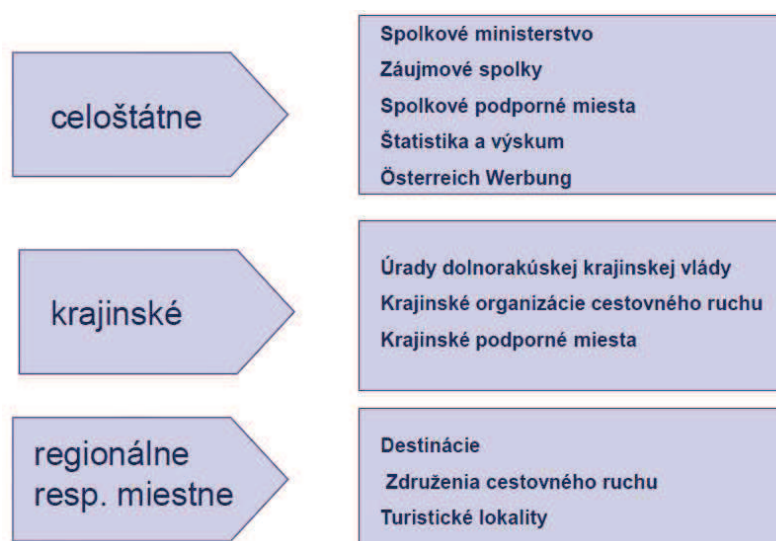 celoštátne
Spolkové ministerstvo
Záujmové spolky
Spolkové podporné miesta
Štatistika a výskum
Österreich Werbung
krajinské
Úrady dolnorakúskej krajinskej vlády
Krajinské organizácie cestovného ruchu
Krajinské podporné miesta
regionálne
resp. miestne
Destinácie
Združenia cestovného ruchu
Turistické lokality